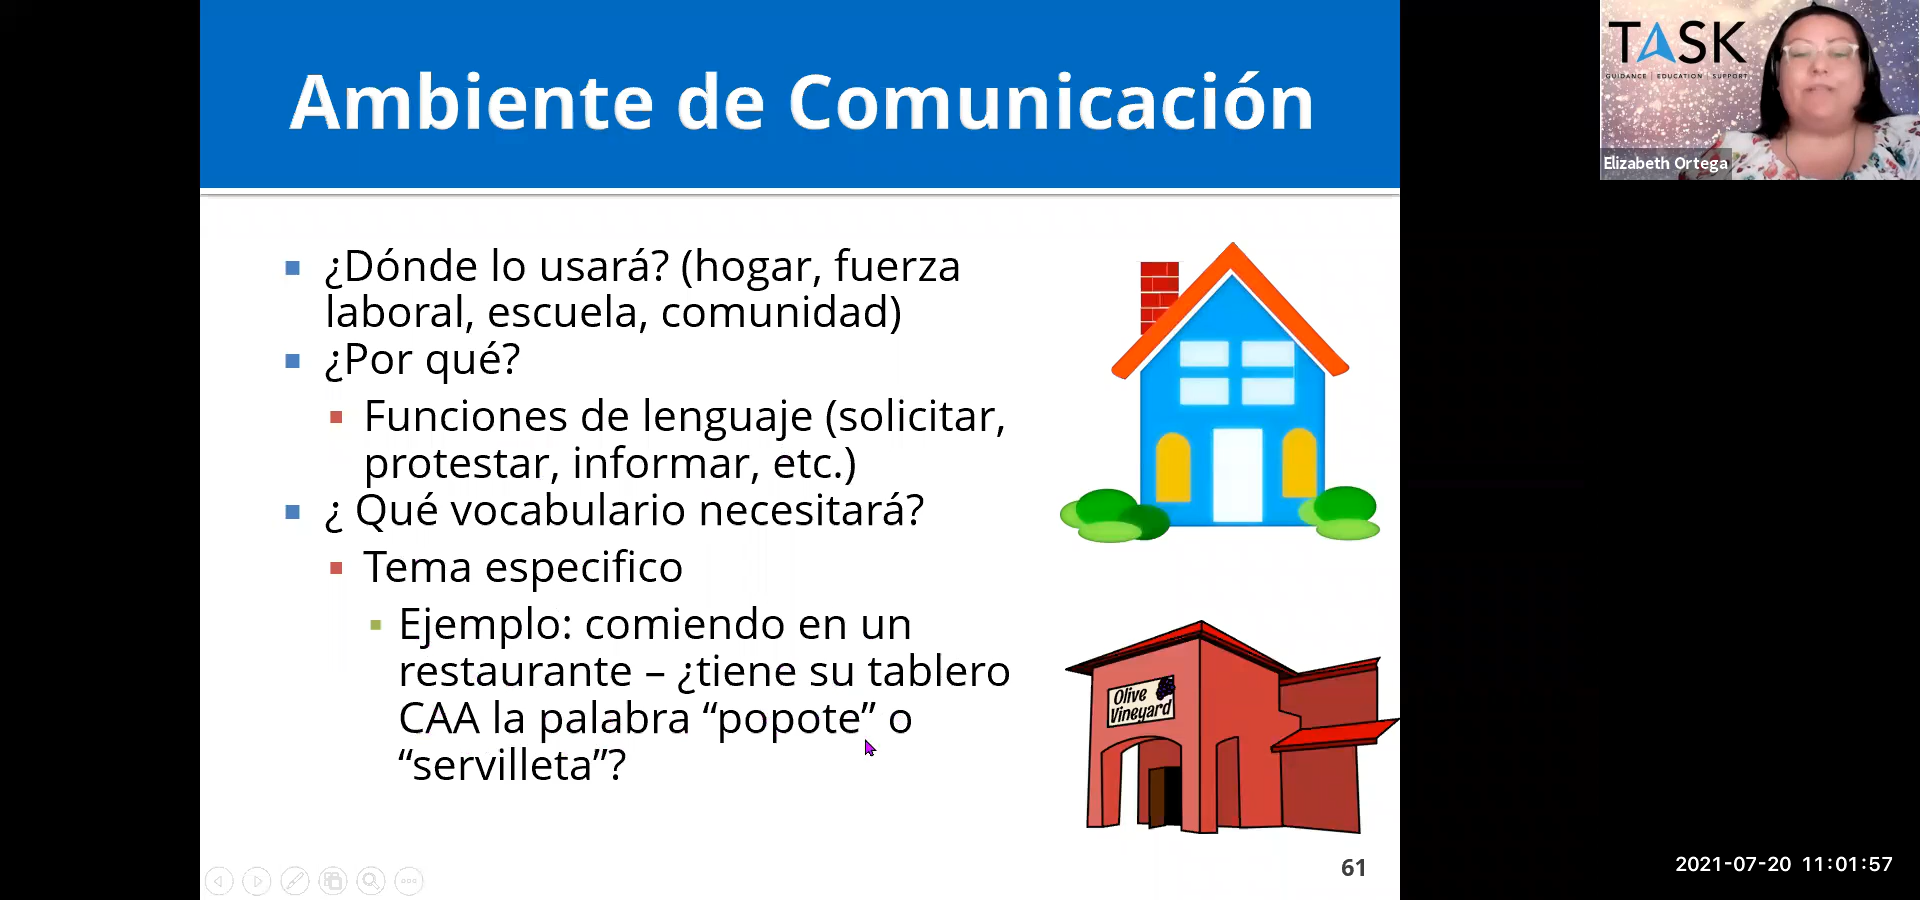 Ambiente de Comunicación
¿Dónde lo usará? (hogar, fuerza
laboral, escuela, comunidad)
¿Por qué?
Funciones de lenguaje (solicitar,
protestar, informar, etc.)
¿ Qué vocabulario necesitará?
Tema especifico
Ejemplo: comiendo en un
restaurante – ¿tiene su tablero
CAA la palabra “popote” o
“servilleta”?
Olive
Vineyard
61
TASK
GUIDANCE | EDUCATION | SUPPORT
Elizabeth Ortega
2021-07-20 11:01:57